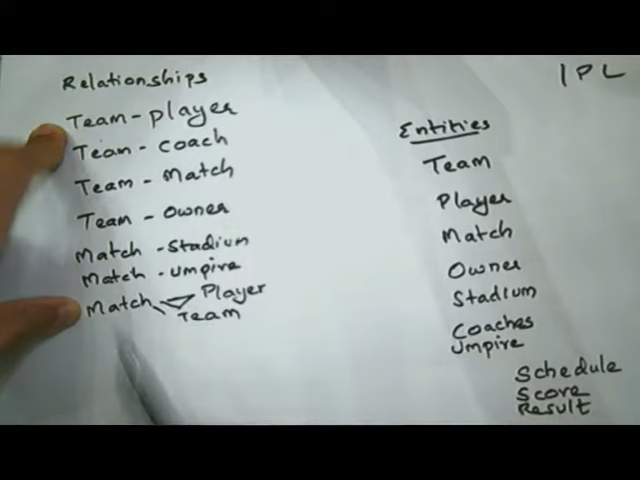 IPL
Relationships
Team - player
Team - coach
Team - Match
Team - Owner
Match - Stadium
Match - Umpire
Match Player
Team
Entities
Team
Player
Match
Owner
Stadium
Coaches
Umpire
Schedule
Score
Result